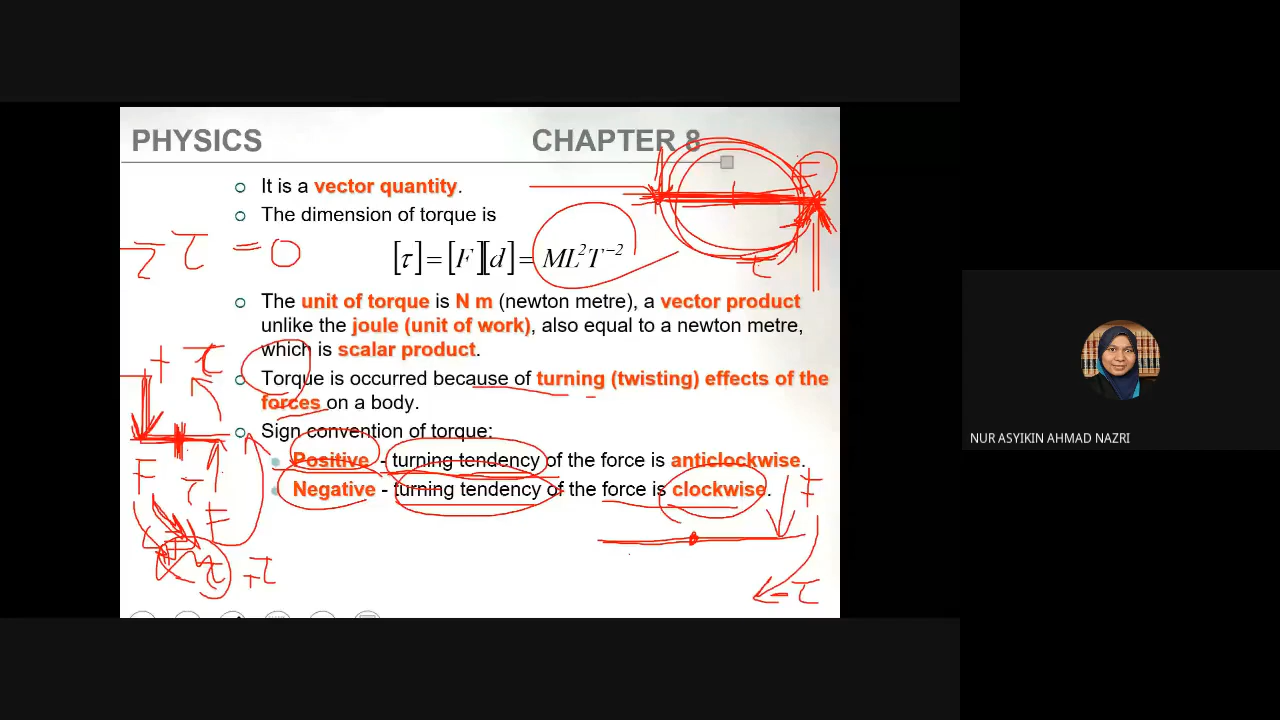 PHYSICS CHAPTER 8
It is a vector quantity.
The dimension of torque is
[τ] = [F][d] = ML²T⁻²
τ = 0
The unit of torque is N m (newton metre), a vector product
unlike the joule (unit of work), also equal to a newton metre,
which is scalar product.
Torque is occurred because of turning (twisting) effects of the
forces on a body.
Sign convention of torque:
Positive - turning tendency of the force is anticlockwise.
Negative - turning tendency of the force is clockwise.
F
τ
+ τ
F
τ
F
+τ
F
-τ
NUR ASYIKIN AHMAD NAZRI